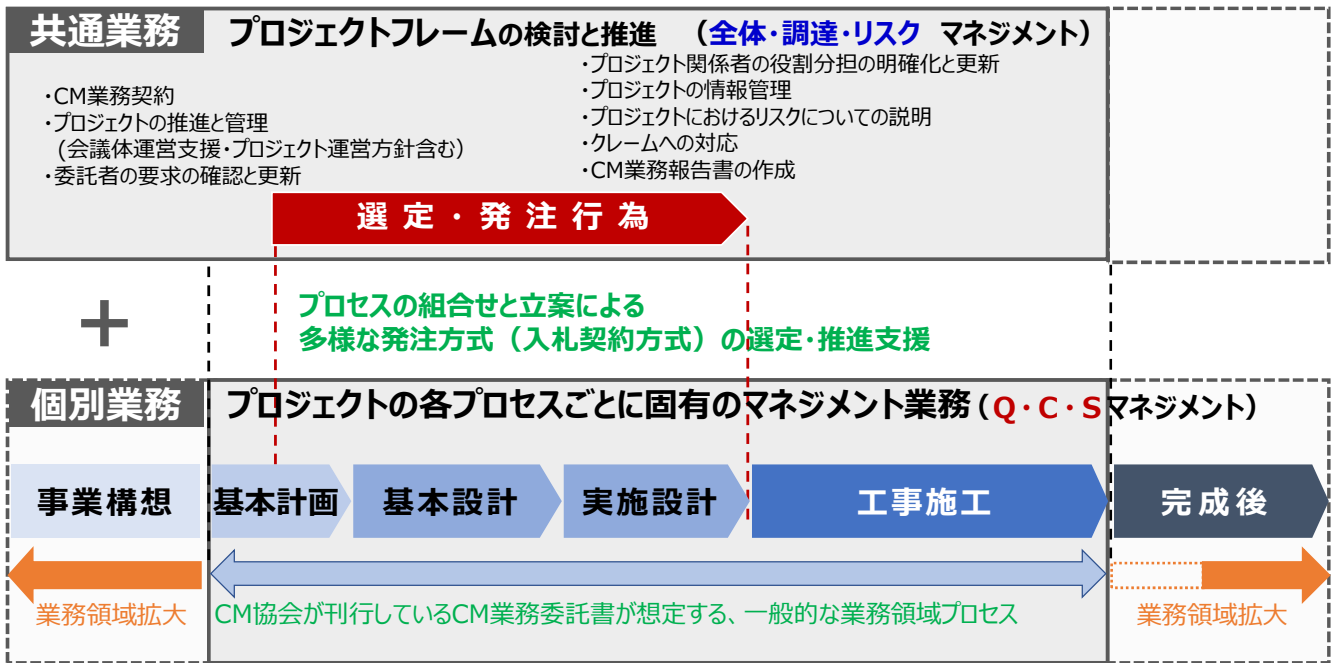 共通業務
プロジェクトフレームの検討と推進 （全体・調達・リスク マネジメント）
・CM業務契約
・プロジェクトの推進と管理
(会議体運営支援・プロジェクト運営方針含む)
・委託者の要求の確認と更新
・プロジェクト関係者の役割分担の明確化と更新
・プロジェクトの情報管理
・プロジェクトにおけるリスクについての説明
・クレームへの対応
・CM業務報告書の作成
選定・発注行為
＋
プロセスの組合せと立案による
多様な発注方式（入札契約方式）の選定・推進支援
個別業務
プロジェクトの各プロセスごとに固有のマネジメント業務（Q・C・Sマネジメント）
事業構想
基本計画
基本設計
実施設計
工事施工
完成後
業務領域拡大
CM協会が刊行しているCM業務委託書が想定する、一般的な業務領域プロセス
業務領域拡大